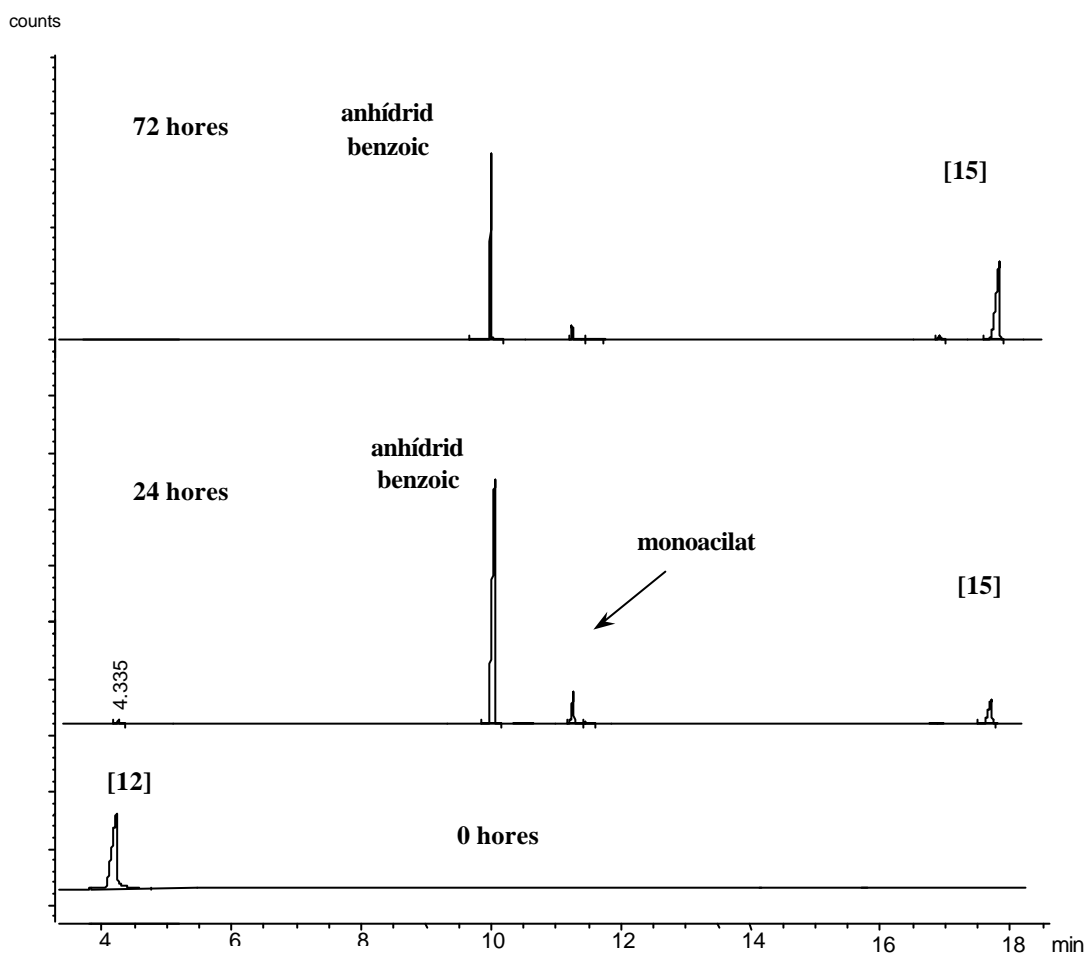 counts
72 hores
anhídrid
benzoic
[15]
24 hores
anhídrid
benzoic
monoacilat
[15]
4.335
[12]
0 hores
4 6 8 10 12 14 16 18 min